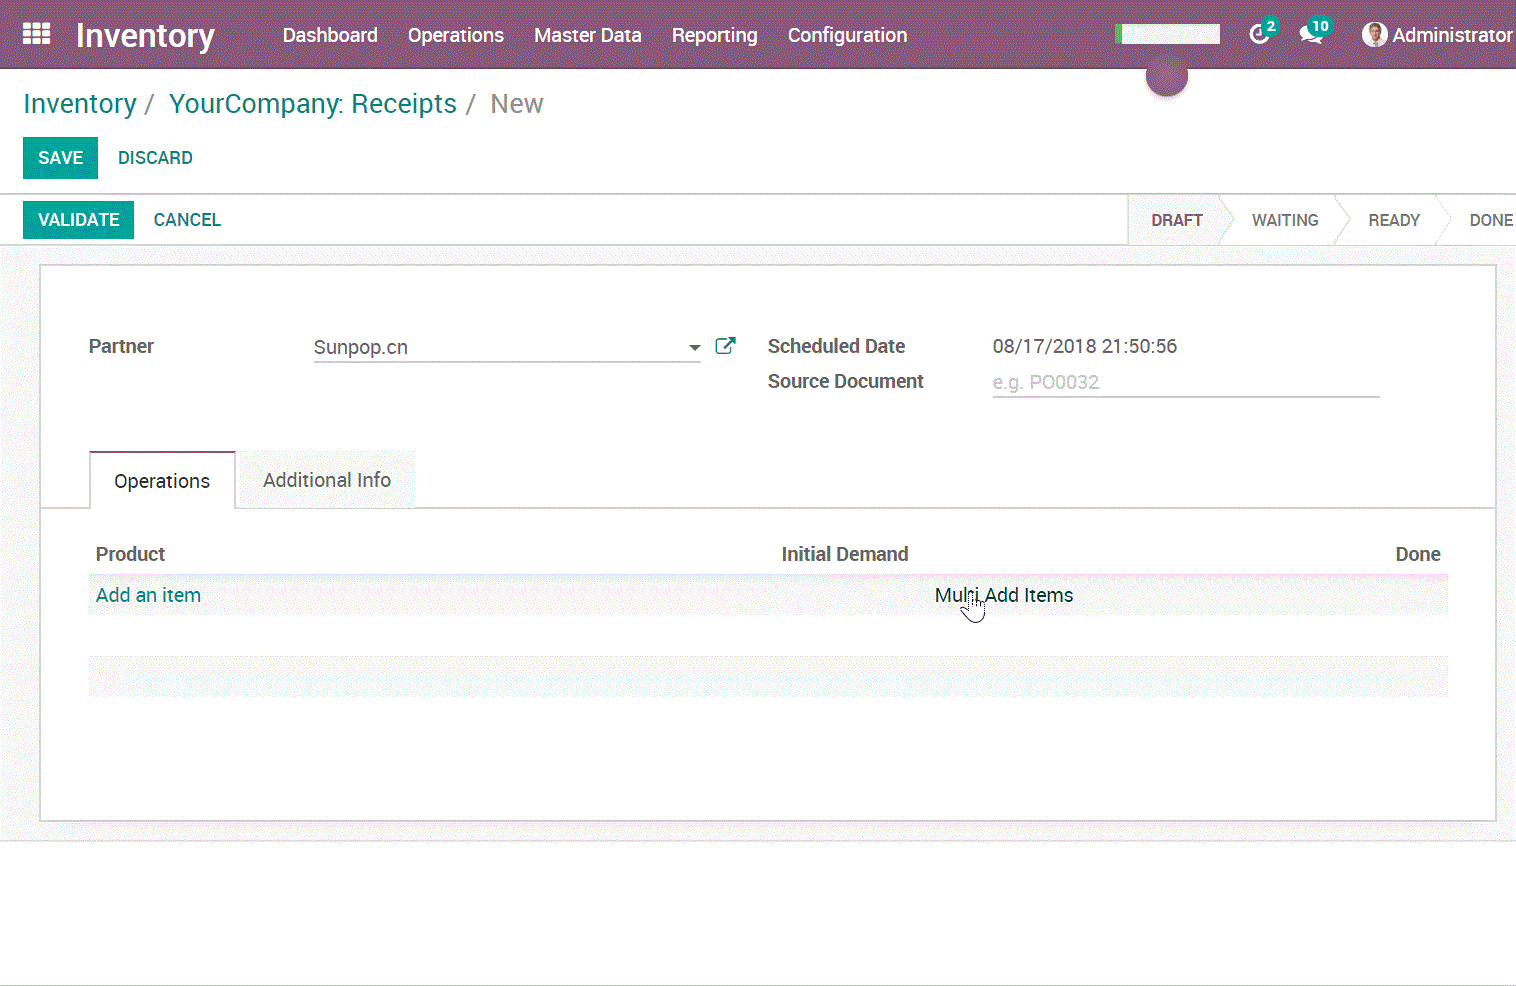 Inventory Dashboard Operations Master Data Reporting Configuration 2 10 Administrator
Inventory / YourCompany: Receipts / New
SAVE DISCARD
VALIDATE CANCEL DRAFT WAITING READY DONE
Partner Sunpop.cn Scheduled Date 08/17/2018 21:50:56
Source Document e.g. PO0032
Operations Additional Info
Product Initial Demand Done
Add an item Multi Add Items